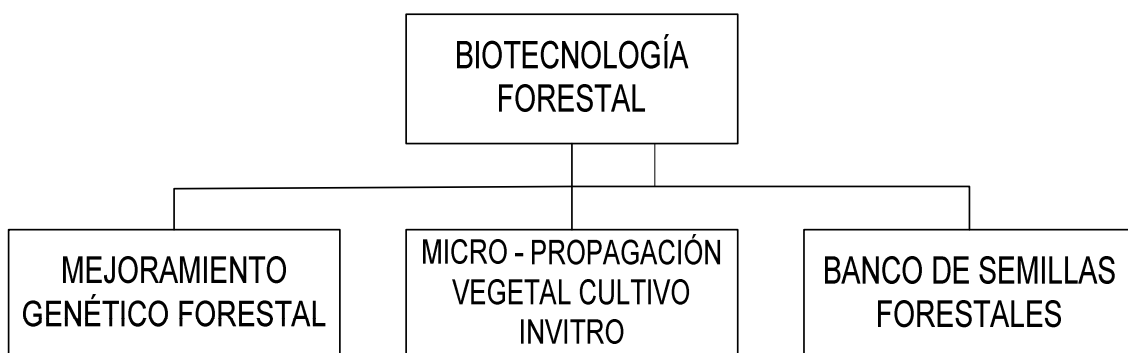 BIOTECNOLOGÍA
FORESTAL
MEJORAMIENTO
GENÉTICO FORESTAL
MICRO - PROPAGACIÓN
VEGETAL CULTIVO
INVITRO
BANCO DE SEMILLAS
FORESTALES